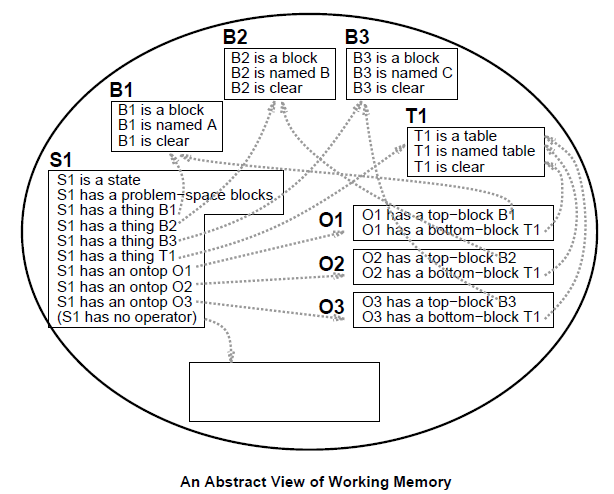 B2
B2 is a block
B2 is named B
B2 is clear
B3
B3 is a block
B3 is named C
B3 is clear
B1
B1 is a block
B1 is named A
B1 is clear
T1
T1 is a table
T1 is named table
T1 is clear
S1
S1 is a state
S1 has a problem-space blocks
S1 has a thing B1
S1 has a thing B2
S1 has a thing B3
S1 has a thing T1
S1 has an ontop O1
S1 has an ontop O2
S1 has an ontop O3
(S1 has no operator)
O1
O1 has a top-block B1
O1 has a bottom-block T1
O2
O2 has a top-block B2
O2 has a bottom-block T1
O3
O3 has a top-block B3
O3 has a bottom-block T1
An Abstract View of Working Memory